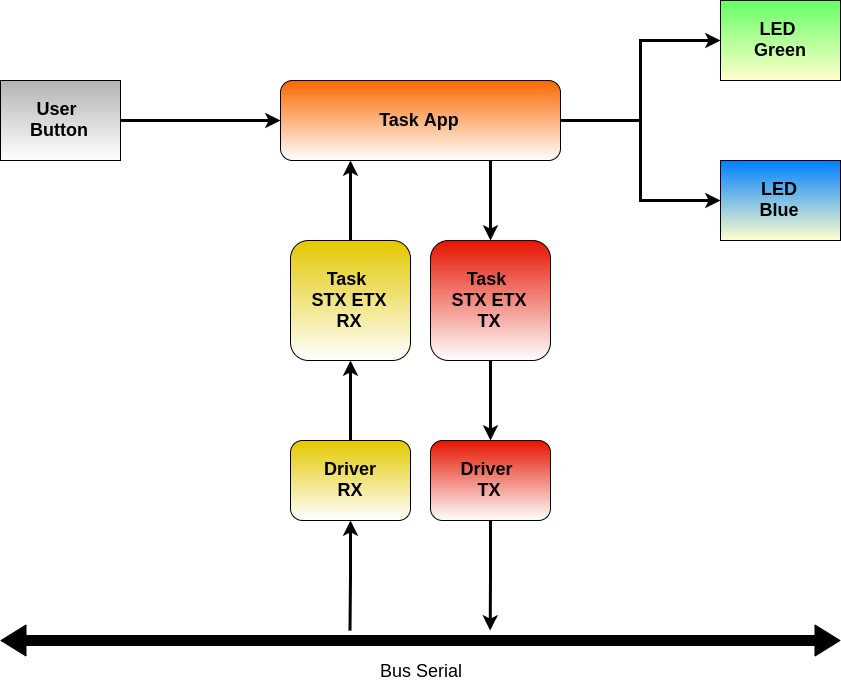 LED
Green
User
Button
Task App
LED
Blue
Task
STX ETX
RX
Task
STX ETX
TX
Driver
RX
Driver
TX
Bus Serial